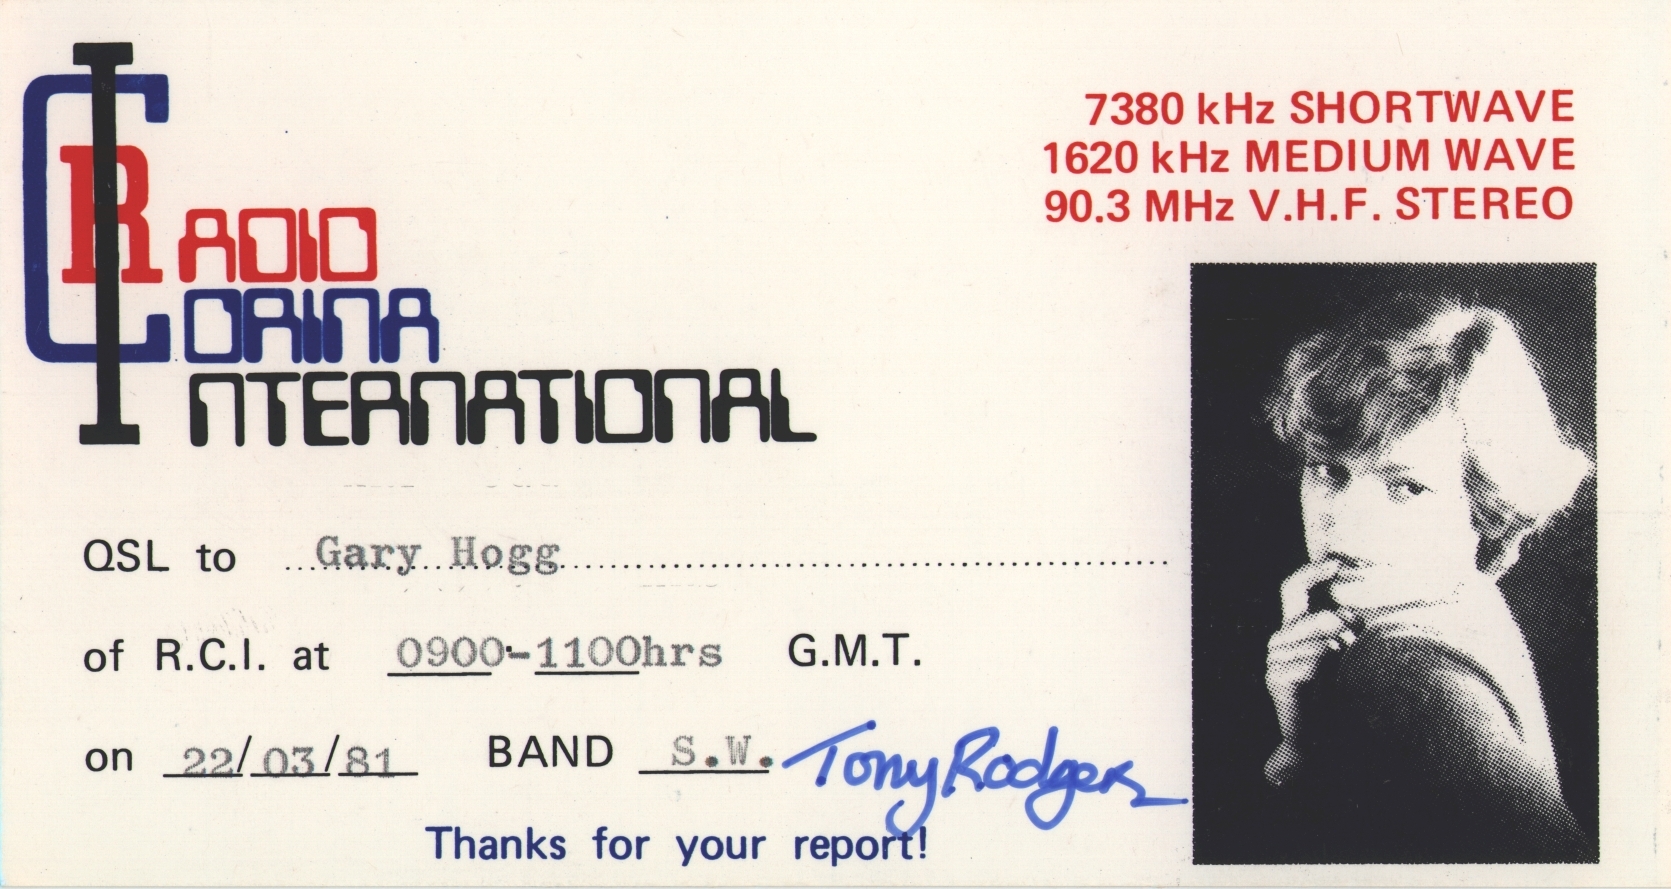 RADIO
CORINA
INTERNATIONAL
7380 kHz SHORTWAVE
1620 kHz MEDIUM WAVE
90.3 MHz V.H.F. STEREO
QSL to Gary Hogg
of R.C.I. at 0900-1100hrs G.M.T.
on 22/03/81 BAND S.W. Tony Rodgers
Thanks for your report!